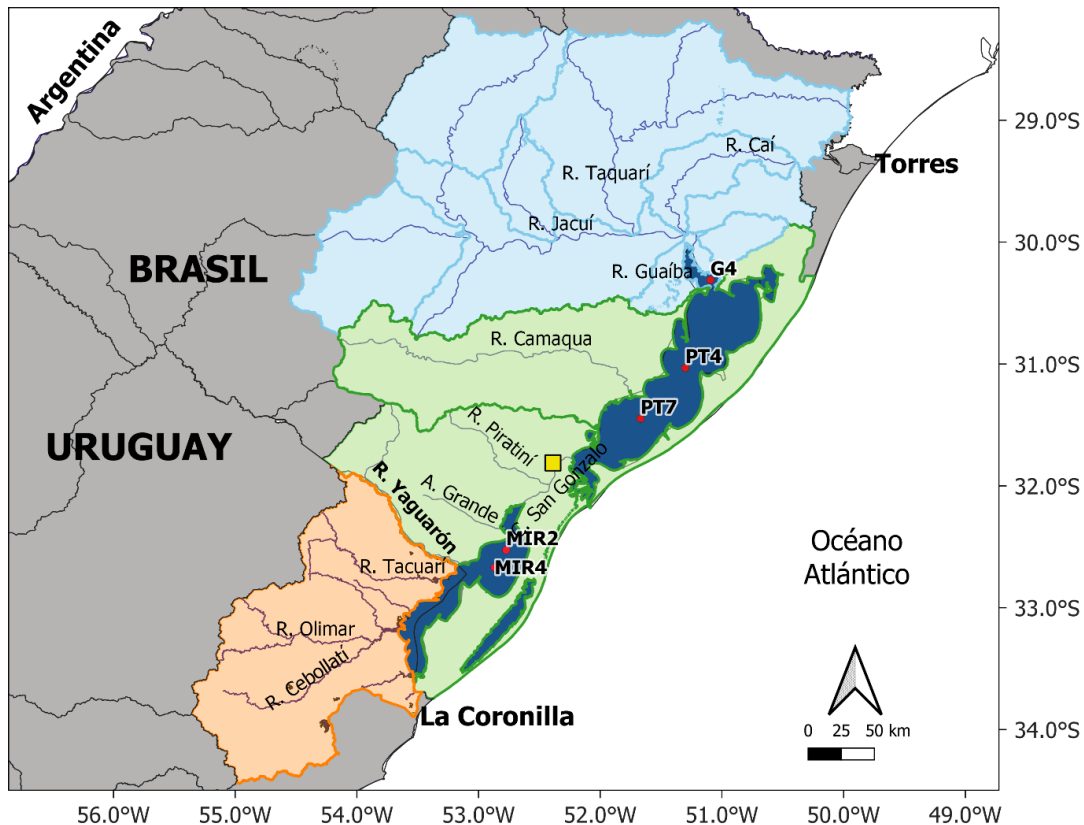 Argentina
29.0°S
R. Caí
Torres
R. Taquarí
R. Jacuí
30.0°S
BRASIL
R. Guaíba
G4
R. Camaqua
PT4
31.0°S
PT7
R. Piratiní
URUGUAY
San Gonzalo
A. Grande
32.0°S
R. Yaguarón
MIR2
Océano
Atlántico
R. Tacuarí
MIR4
33.0°S
R. Olimar
R. Cebollatí
La Coronilla
0 25 50 km
34.0°S
56.0°W 55.0°W 54.0°W 53.0°W 52.0°W 51.0°W 50.0°W 49.0°W